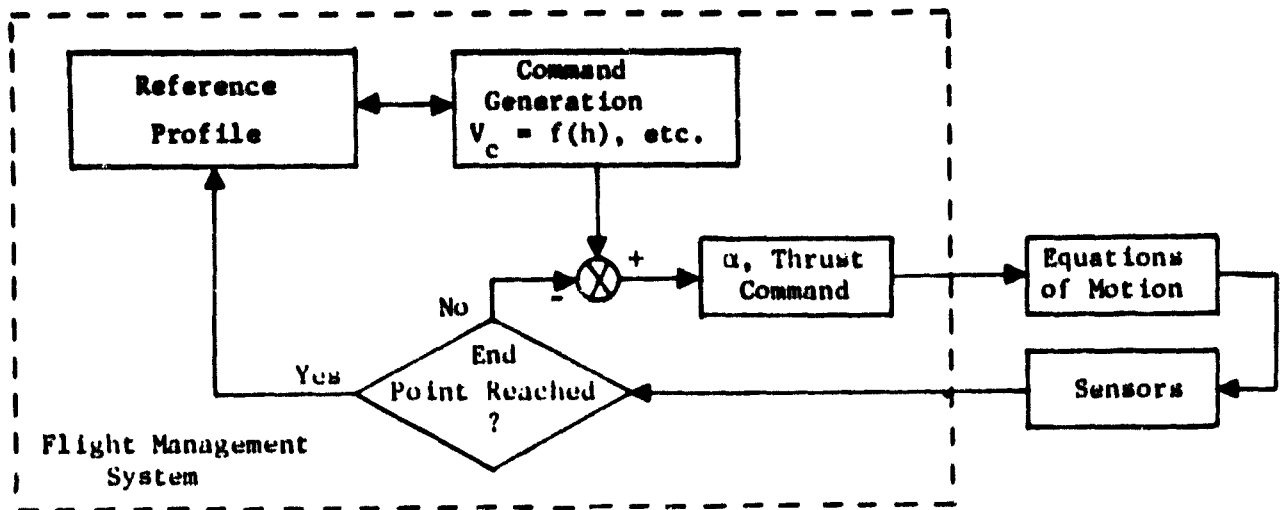 Reference
Profile
Command
Generation
V_c = f(h), etc.
+
-
α, Thrust
Command
Equations
of Motion
No
End
Point Reached
?
Yes
Sensors
Flight Management
System